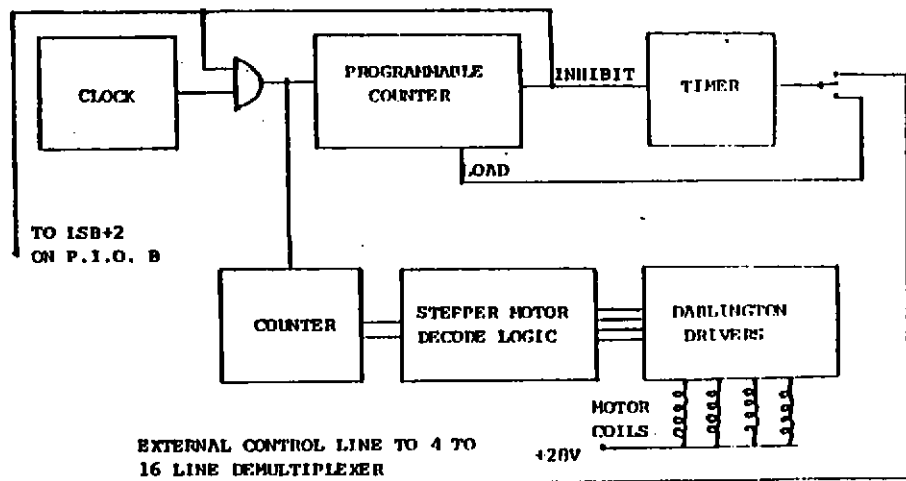 CLOCK
PROGRAMMABLE
COUNTER
INHIBIT
TIMER
LOAD
TO LSB+2
ON P.I.O. B
COUNTER
STEPPER MOTOR
DECODE LOGIC
DARLINGTON
DRIVERS
MOTOR
COILS
+28V
EXTERNAL CONTROL LINE TO 4 TO
16 LINE DEMULTIPLEXER